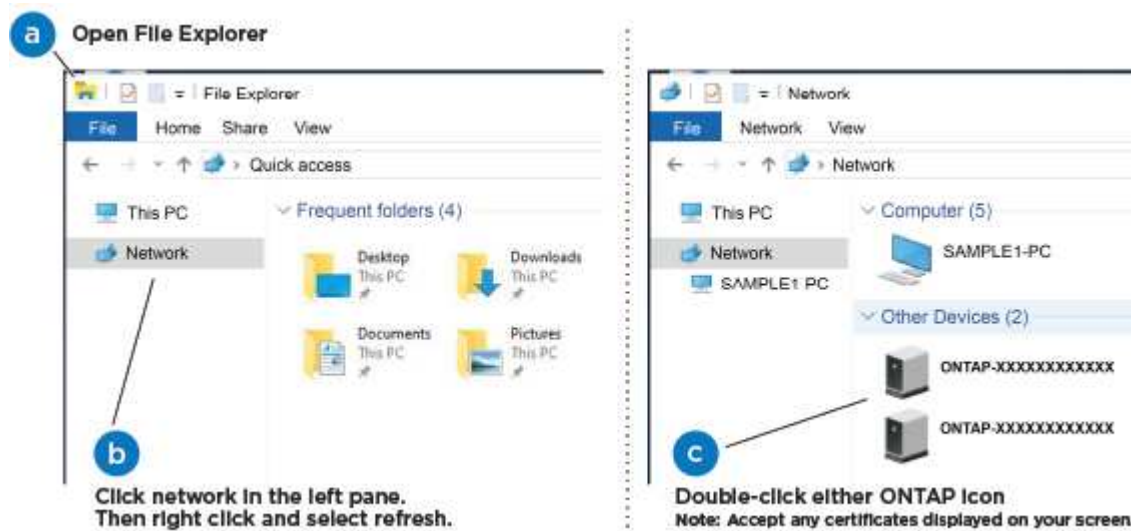 a
Open File Explorer
File Explorer
File Home Share View
Quick access
This PC
Network
Frequent folders (4)
Desktop
This PC
Downloads
This PC
Documents
This PC
Pictures
This PC
b
Click network in the left pane.
Then right click and select refresh.
Network
File Network View
Network
This PC
Network
SAMPLE1 PC
Computer (5)
SAMPLE1-PC
Other Devices (2)
ONTAP-XXXXXXXXXXXX
ONTAP-XXXXXXXXXXXX
c
Double-click either ONTAP icon
Note: Accept any certificates displayed on your screen